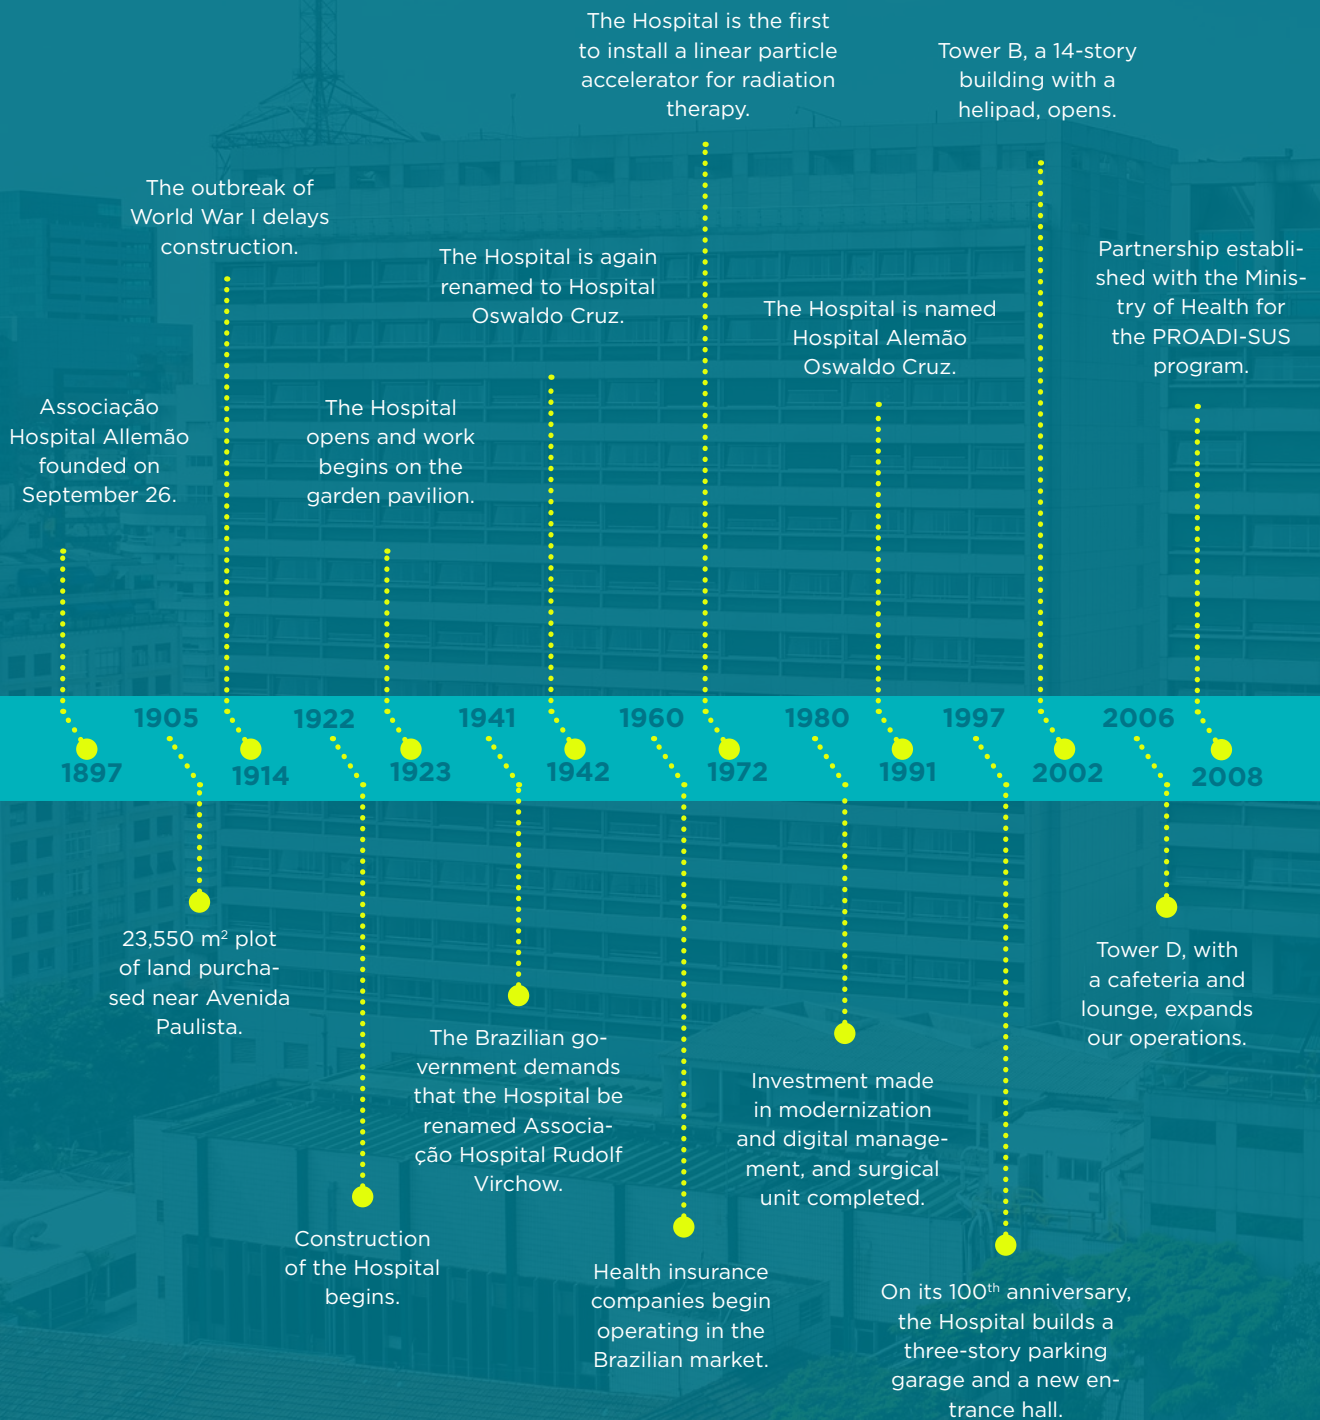 The Hospital is the first
to install a linear particle
accelerator for radiation
therapy.
Tower B, a 14-story
building with a
helipad, opens.
The outbreak of
World War I delays
construction.
The Hospital is again
renamed to Hospital
Oswaldo Cruz.
Partnership establi-
shed with the Minis-
try of Health for
the PROADI-SUS
program.
The Hospital is named
Hospital Alemão
Oswaldo Cruz.
Associação
Hospital Allemão
founded on
September 26.
The Hospital
opens and work
begins on the
garden pavilion.
1905 1922 1941 1960 1980 1997 2006
1897 1914 1923 1942 1972 1991 2002 2008
23,550 m² plot
of land purcha-
sed near Avenida
Paulista.
Tower D, with
a cafeteria and
lounge, expands
our operations.
The Brazilian go-
vernment demands
that the Hospital be
renamed Associa-
ção Hospital Rudolf
Virchow.
Investment made
in modernization
and digital manage-
ment, and surgical
unit completed.
Construction
of the Hospital
begins.
Health insurance
companies begin
operating in the
Brazilian market.
On its 100th anniversary,
the Hospital builds a
three-story parking
garage and a new en-
trance hall.